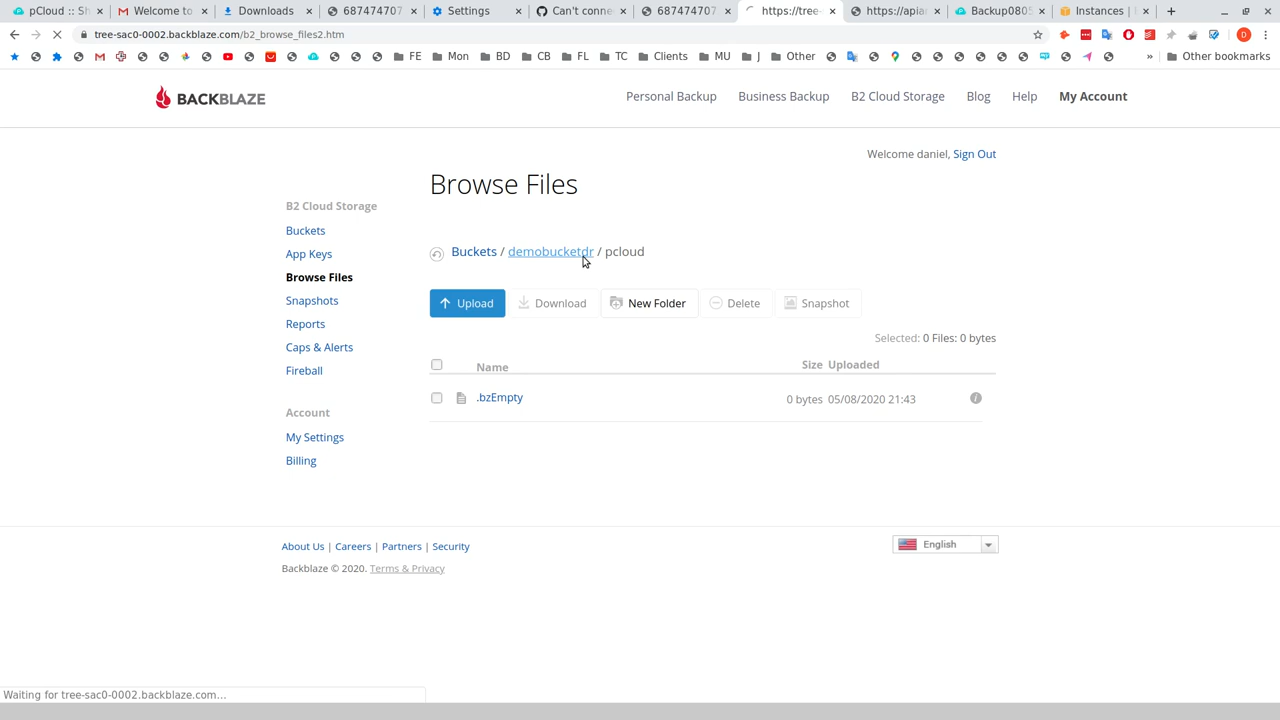 pCloud :: Sh
Welcome to
Downloads
687474707
Settings
Can't conne
687474707
https://tree-
https://apiar
Backup0805
Instances |
tree-sac0-0002.backblaze.com/b2_browse_files2.htm
FE
Mon
BD
CB
FL
TC
Clients
MU
J
Other
»
Other bookmarks
BACKBLAZE
Personal Backup
Business Backup
B2 Cloud Storage
Blog
Help
My Account
Welcome daniel, Sign Out
Browse Files
B2 Cloud Storage
Buckets
App Keys
Browse Files
Snapshots
Reports
Caps & Alerts
Fireball
Account
My Settings
Billing
Buckets / demobucketdr / pcloud
Upload
Download
New Folder
Delete
Snapshot
Selected: 0 Files: 0 bytes
Name
Size
Uploaded
.bzEmpty
0 bytes
05/08/2020 21:43
About Us | Careers | Partners | Security
English
Backblaze © 2020. Terms & Privacy
Waiting for tree-sac0-0002.backblaze.com...